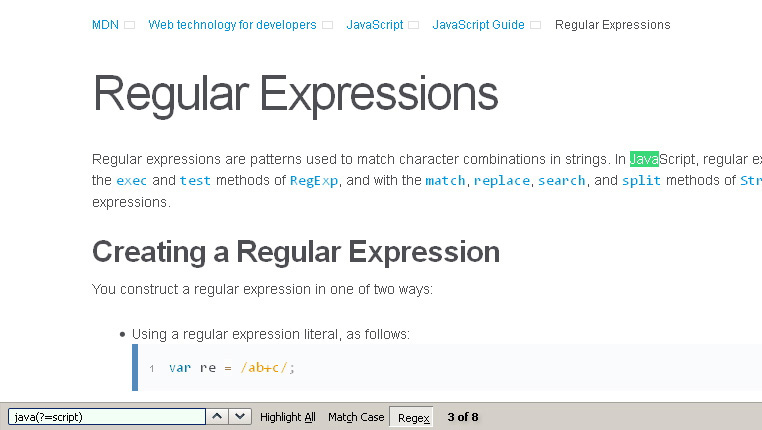 MDN Web technology for developers JavaScript JavaScript Guide Regular Expressions
Regular Expressions
Regular expressions are patterns used to match character combinations in strings. In JavaScript, regular ex
the exec and test methods of RegExp, and with the match, replace, search, and split methods of Str
expressions.
Creating a Regular Expression
You construct a regular expression in one of two ways:
• Using a regular expression literal, as follows:
1 var re = /ab+c/;
java(?=script) Highlight All Match Case Regex 3 of 8